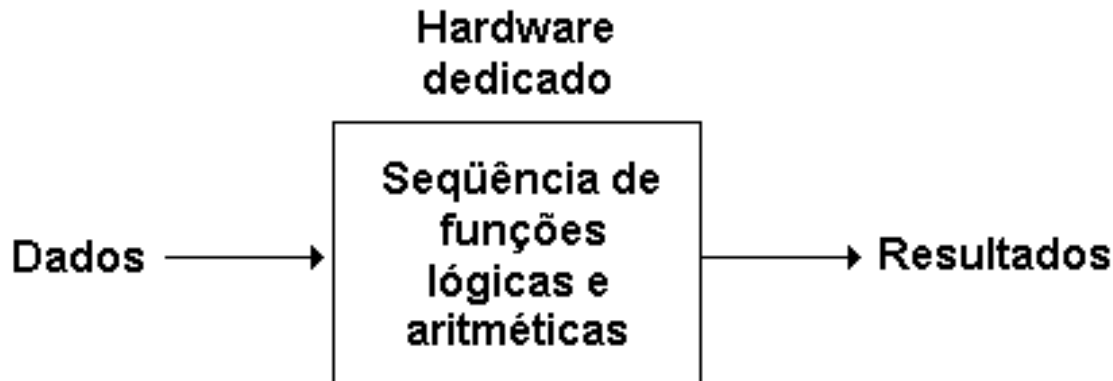 Hardware
dedicado
Seqüência de
funções
lógicas e
aritméticas
Dados
Resultados